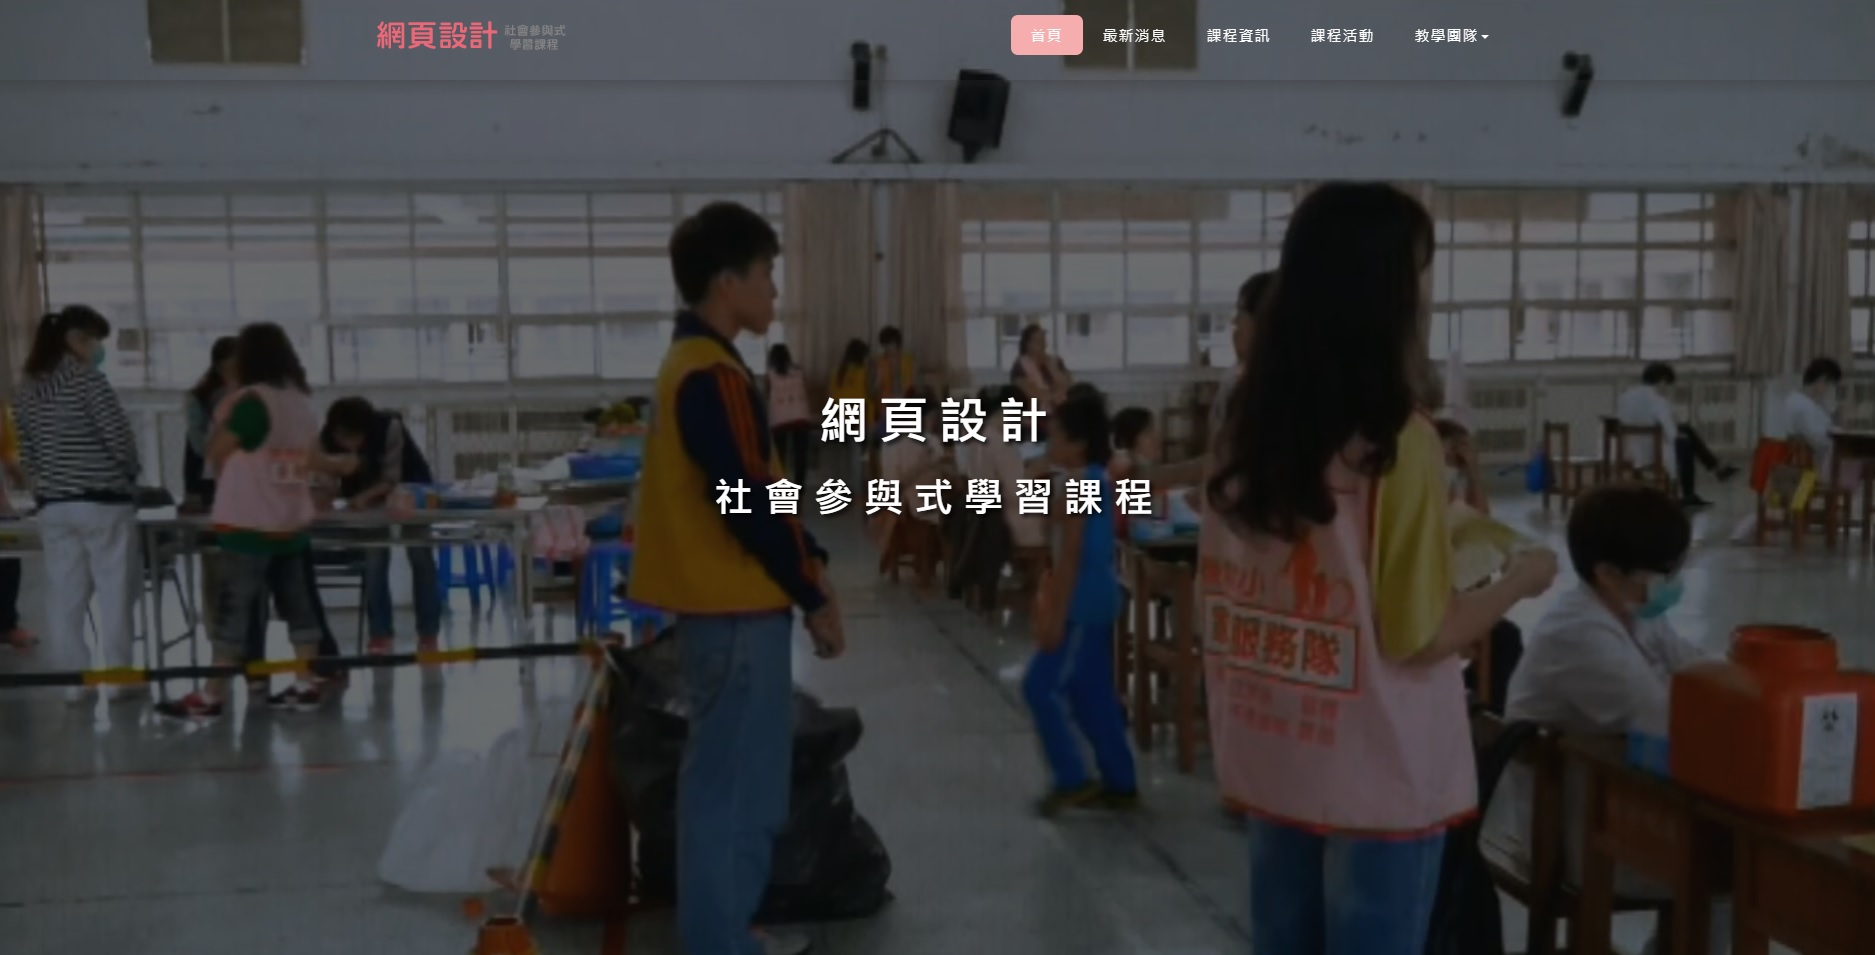 網頁設計
社會參與式
學習課程
首頁 最新消息 課程資訊 課程活動 教學團隊
網頁設計
社會參與式學習課程
小
服務隊